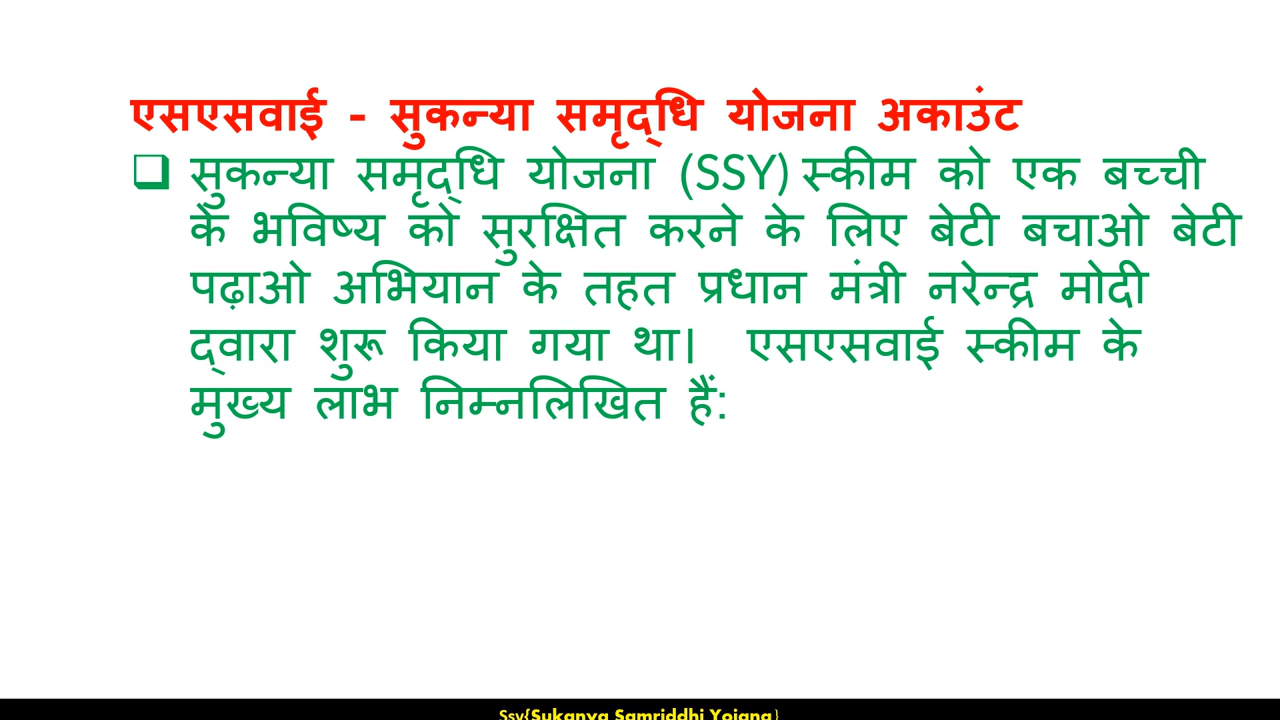 एसएसवाई - सुकन्या समृद्धि योजना अकाउंट
❑ सुकन्या समृद्धि योजना (SSY) स्कीम को एक बच्ची
के भविष्य को सुरक्षित करने के लिए बेटी बचाओ बेटी
पढ़ाओ अभियान के तहत प्रधान मंत्री नरेन्द्र मोदी
द्वारा शुरू किया गया था। एसएसवाई स्कीम के
मुख्य लाभ निम्नलिखित हैं:
Ssy{Sukanya Samriddhi Yojana}